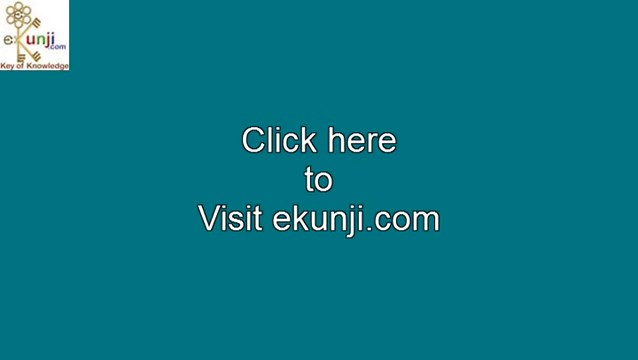 ekunji
.com
Key of Knowledge
Click here
to
Visit ekunji.com